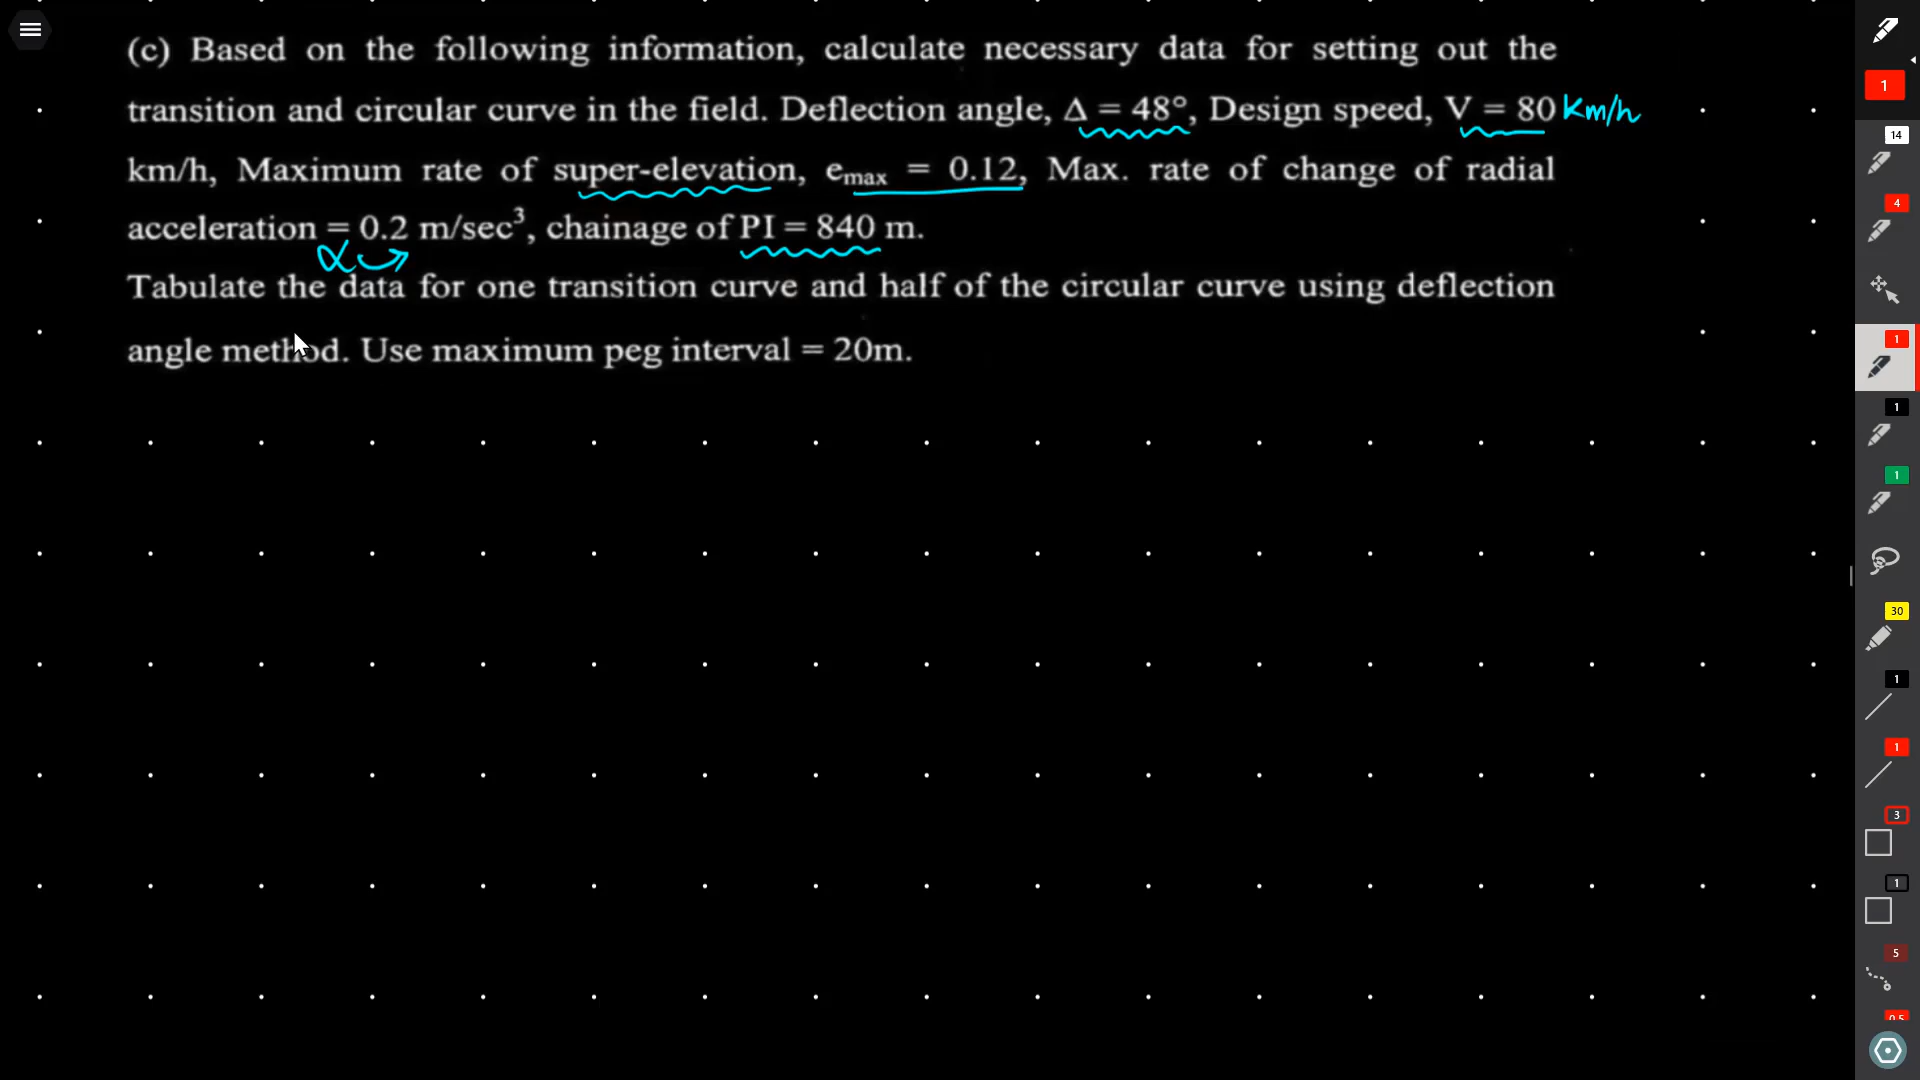 (c) Based on the following information, calculate necessary data for setting out the
transition and circular curve in the field. Deflection angle, Δ = 48°, Design speed, V = 80 km/h
km/h, Maximum rate of super-elevation, emax = 0.12, Max. rate of change of radial
acceleration = 0.2 m/sec³, chainage of PI = 840 m.
α
Tabulate the data for one transition curve and half of the circular curve using deflection
angle method. Use maximum peg interval = 20m.
1
14
4
1
1
1
30
1
1
3
1
5
0.5